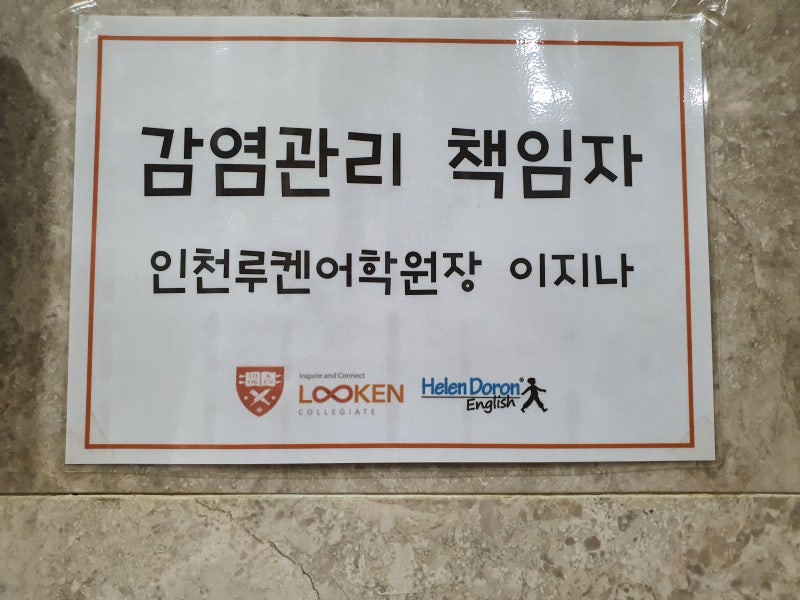 감염관리 책임자
인천루켄어학원장 이지나
Inquire and Connect
LOOKEN
COLLEGIATE
Helen Doron®
English